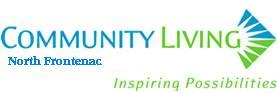 COMMUNITY LIVING
North Frontenac
Inspiring Possibilities